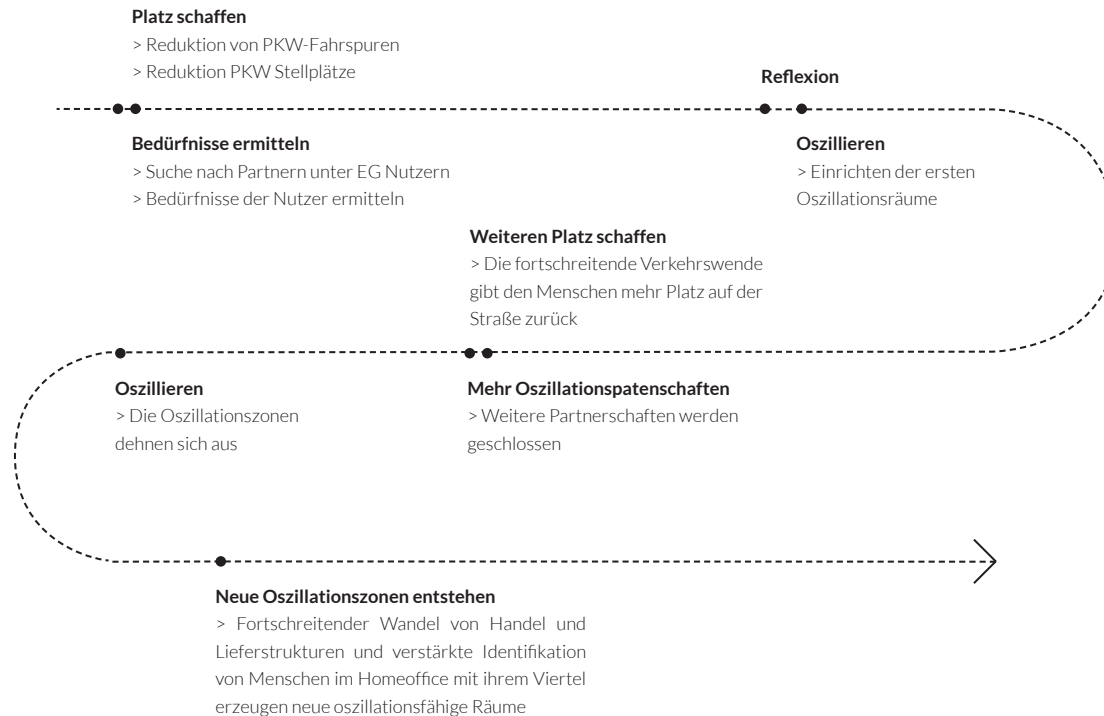 Platz schaffen
> Reduktion von PKW-Fahrspuren
> Reduktion PKW Stellplätze
Bedürfnisse ermitteln
> Suche nach Partnern unter EG Nutzern
> Bedürfnisse der Nutzer ermitteln
Reflexion
Oszillieren
> Einrichten der ersten
Oszillationsräume
Weiteren Platz schaffen
> Die fortschreitende Verkehrswende
gibt den Menschen mehr Platz auf der
Straße zurück
Mehr Oszillationspatenschaften
> Weitere Partnerschaften werden
geschlossen
Oszillieren
> Die Oszillationszonen
dehnen sich aus
Neue Oszillationszonen entstehen
> Fortschreitender Wandel von Handel und
Lieferstrukturen und verstärkte Identifikation
von Menschen im Homeoffice mit ihrem Viertel
erzeugen neue oszillationsfähige Räume